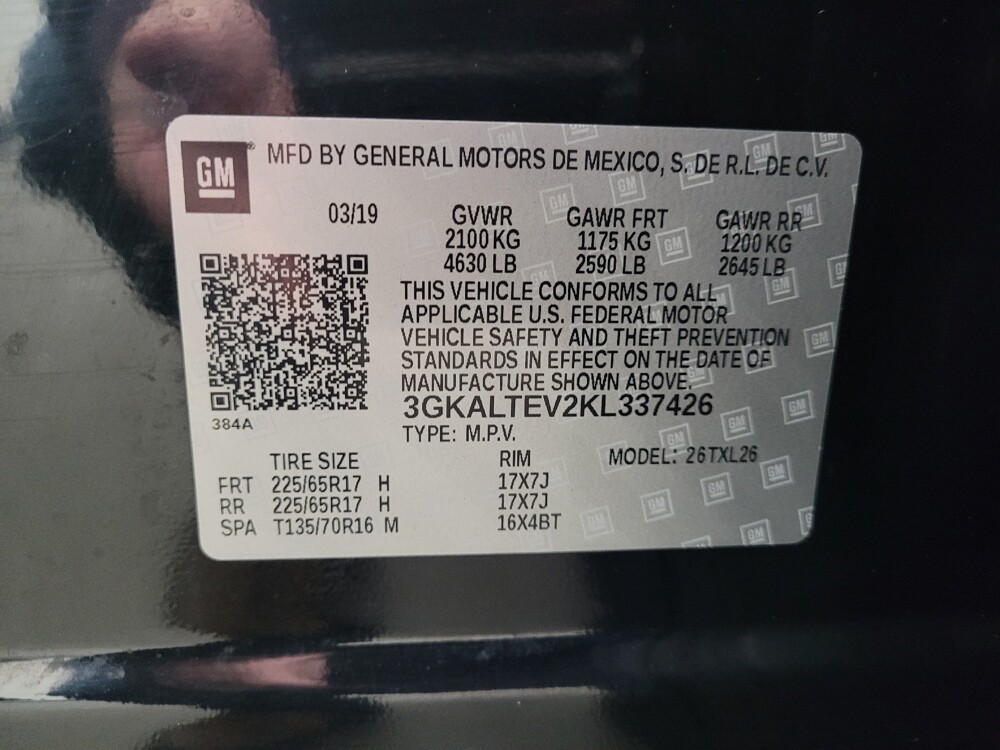 GM MFD BY GENERAL MOTORS DE MEXICO, S. DE R.L. DE C.V.
03/19 GVWR GAWR FRT GAWR RR
2100 KG 1175 KG 1200 KG
4630 LB 2590 LB 2645 LB
THIS VEHICLE CONFORMS TO ALL
APPLICABLE U.S. FEDERAL MOTOR
VEHICLE SAFETY AND THEFT PREVENTION
STANDARDS IN EFFECT ON THE DATE OF
MANUFACTURE SHOWN ABOVE.
3GKALTEV2KL337426
384A
TYPE: M.P.V.
TIRE SIZE RIM MODEL: 26TXL26
FRT 225/65R17 H 17X7J
RR 225/65R17 H 17X7J
SPA T135/70R16 M 16X4BT